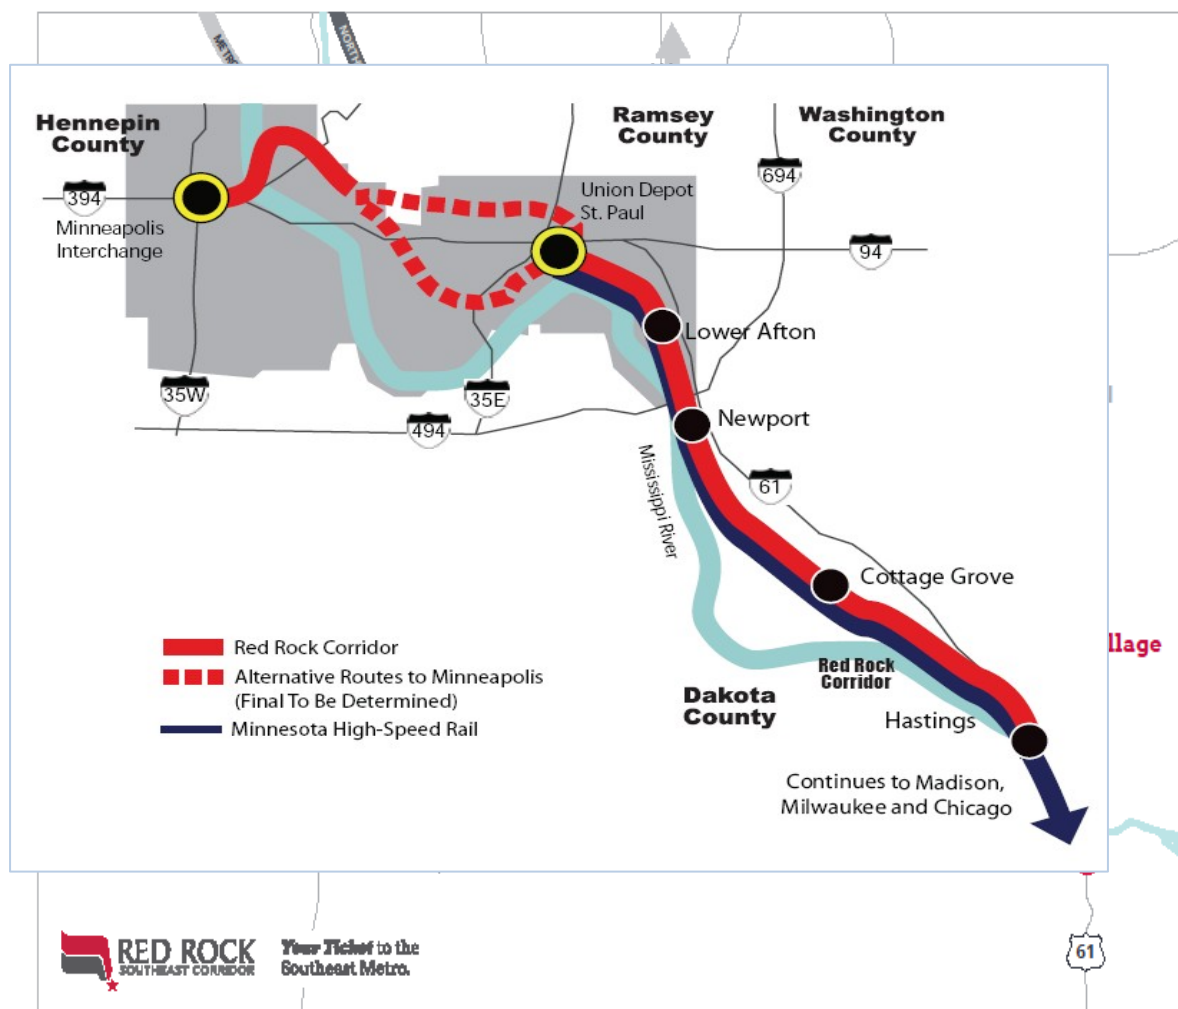 METR
NORT
Hennepin
County
Ramsey
County
Washington
County
394
694
Union Depot
St. Paul
Minneapolis
Interchange
94
Lower Afton
35W
35E
Newport
494
Mississippi River
61
Cottage Grove
Red Rock Corridor
llage
Alternative Routes to Minneapolis
(Final To Be Determined)
Red Rock
Corridor
Dakota
County
Minnesota High-Speed Rail
Hastings
Continues to Madison,
Milwaukee and Chicago
RED ROCK
SOUTHEAST CORRIDOR
Your Ticket to the
Southeast Metro.
61